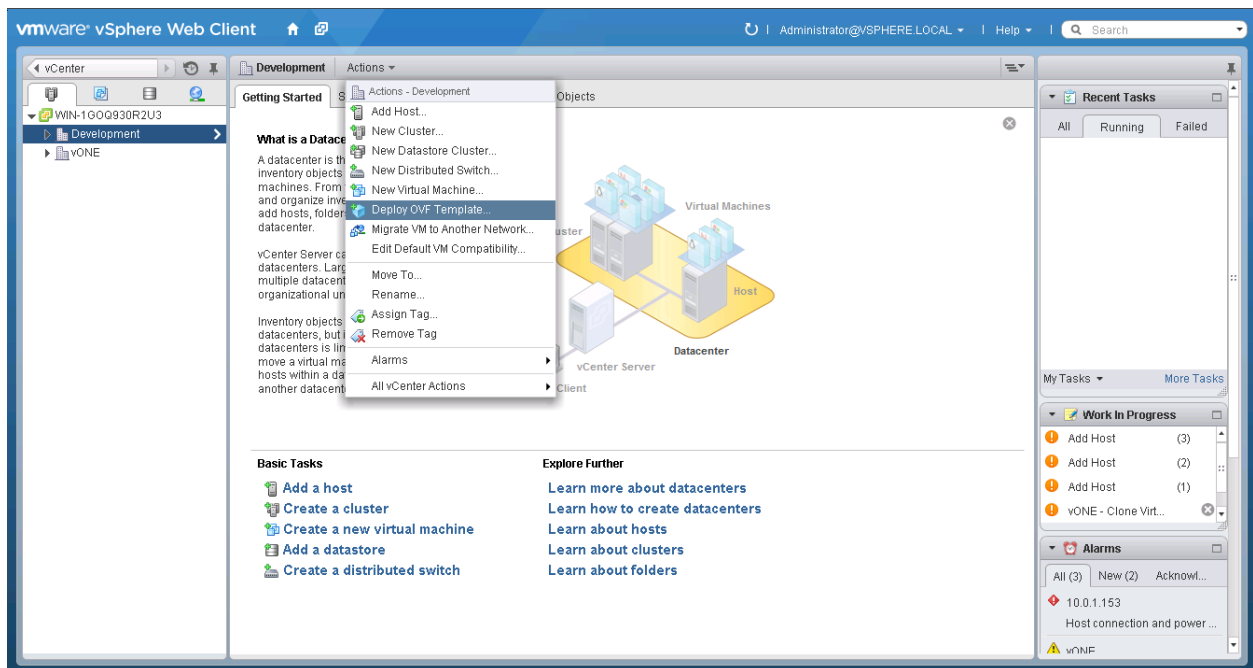 vmware® vSphere Web Client
Administrator@VSPHERE.LOCAL
Help
Search
vCenter
WIN-1GOQ930R2U3
Development
vONE
Development
Actions
Getting Started
S
Objects
What is a Datace
A datacenter is th
inventory objects
machines. From
and organize inve
add hosts, folder
datacenter.
vCenter Server ca
datacenters. Larg
multiple datacent
organizational un
Inventory objects
datacenters, but i
datacenters is lim
move a virtual ma
hosts within a da
another datacent
Actions - Development
Add Host...
New Cluster...
New Datastore Cluster...
New Distributed Switch...
New Virtual Machine...
Deploy OVF Template...
Migrate VM to Another Network...
Edit Default VM Compatibility...
Move To...
Rename...
Assign Tag...
Remove Tag
Alarms
All vCenter Actions
Virtual Machines
uster
Host
Datacenter
vCenter Server
Client
Basic Tasks
Add a host
Create a cluster
Create a new virtual machine
Add a datastore
Create a distributed switch
Explore Further
Learn more about datacenters
Learn how to create datacenters
Learn about hosts
Learn about clusters
Learn about folders
Recent Tasks
All
Running
Failed
My Tasks
More Tasks
Work In Progress
Add Host (3)
Add Host (2)
Add Host (1)
vONE - Clone Virt...
Alarms
All (3)
New (2)
Acknowl...
10.0.1.153
Host connection and power ...
vONE